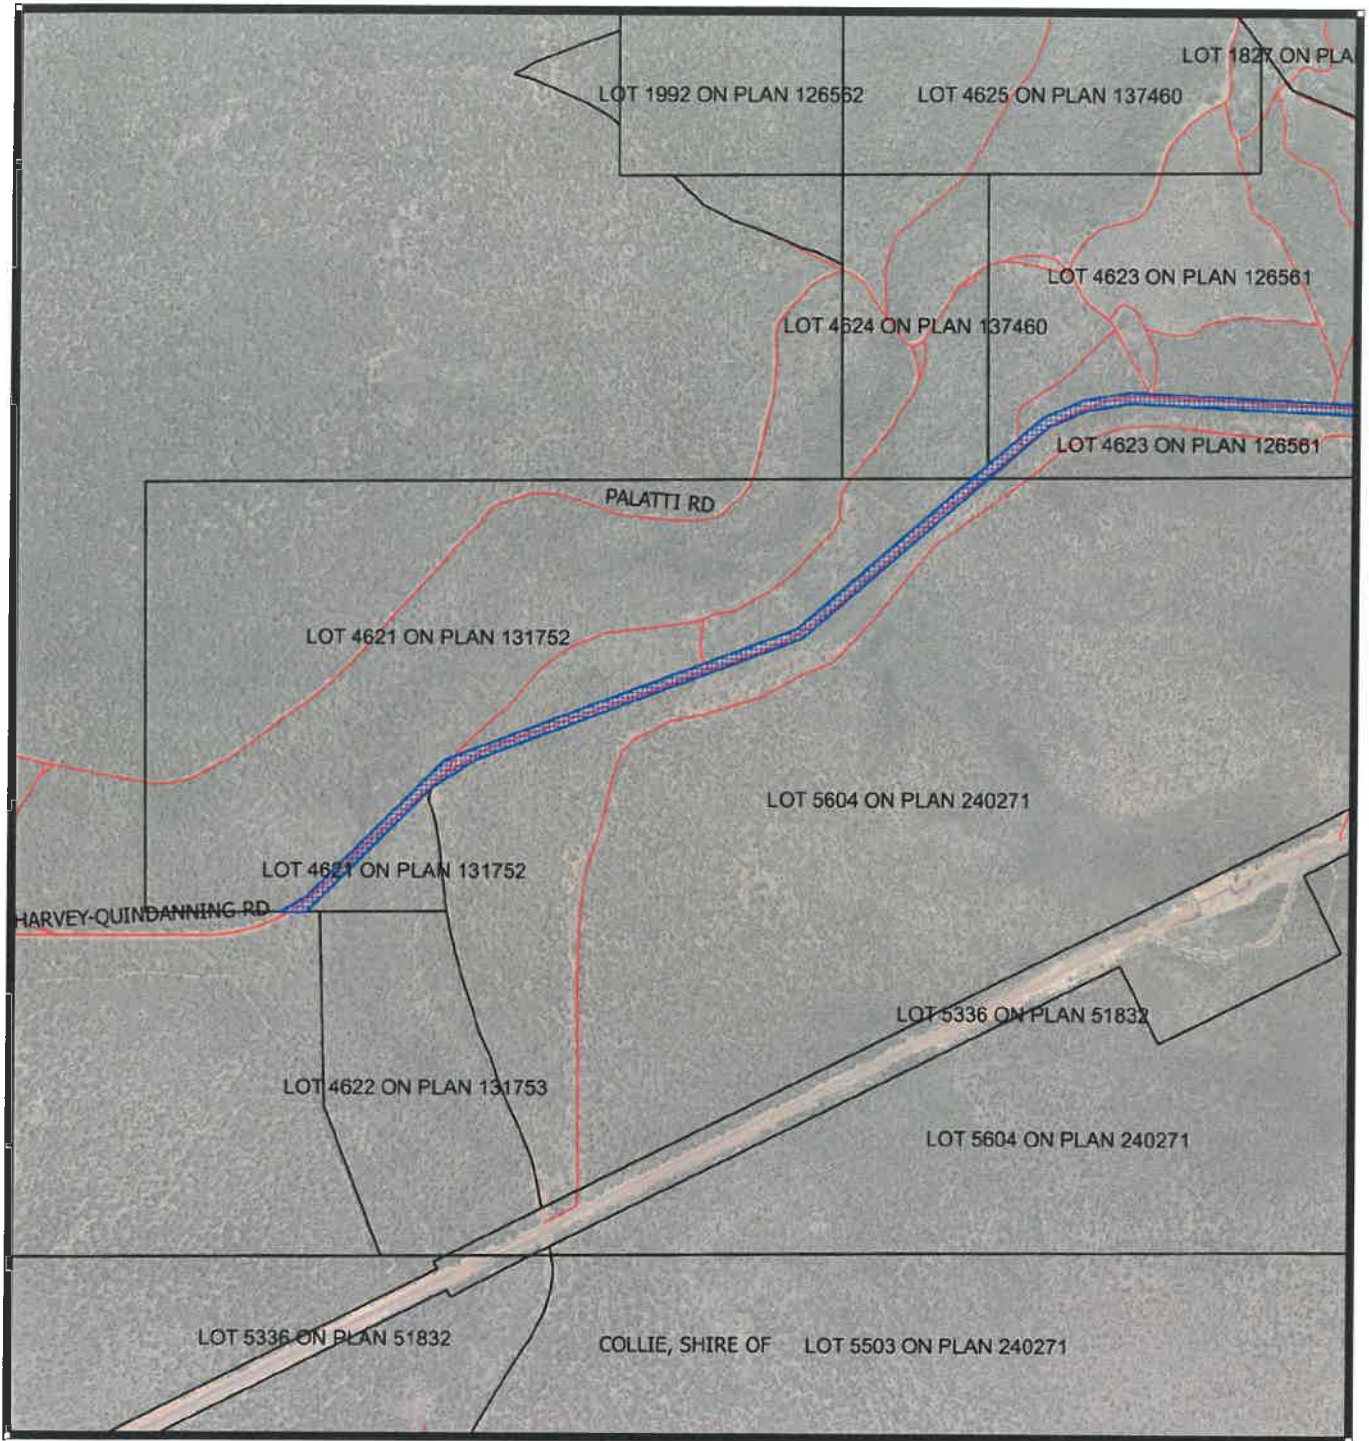 LOT 1827 ON PLA
LOT 1992 ON PLAN 126562
LOT 4625 ON PLAN 137460
LOT 4623 ON PLAN 126561
LOT 4624 ON PLAN 137460
LOT 4623 ON PLAN 126561
PALATTI RD
LOT 4621 ON PLAN 131752
LOT 5604 ON PLAN 240271
LOT 4621 ON PLAN 131752
HARVEY-QUINDANNING RD
LOT 5336 ON PLAN 51832
LOT 4622 ON PLAN 131753
LOT 5604 ON PLAN 240271
LOT 5336 ON PLAN 51832
COLLIE, SHIRE OF
LOT 5503 ON PLAN 240271